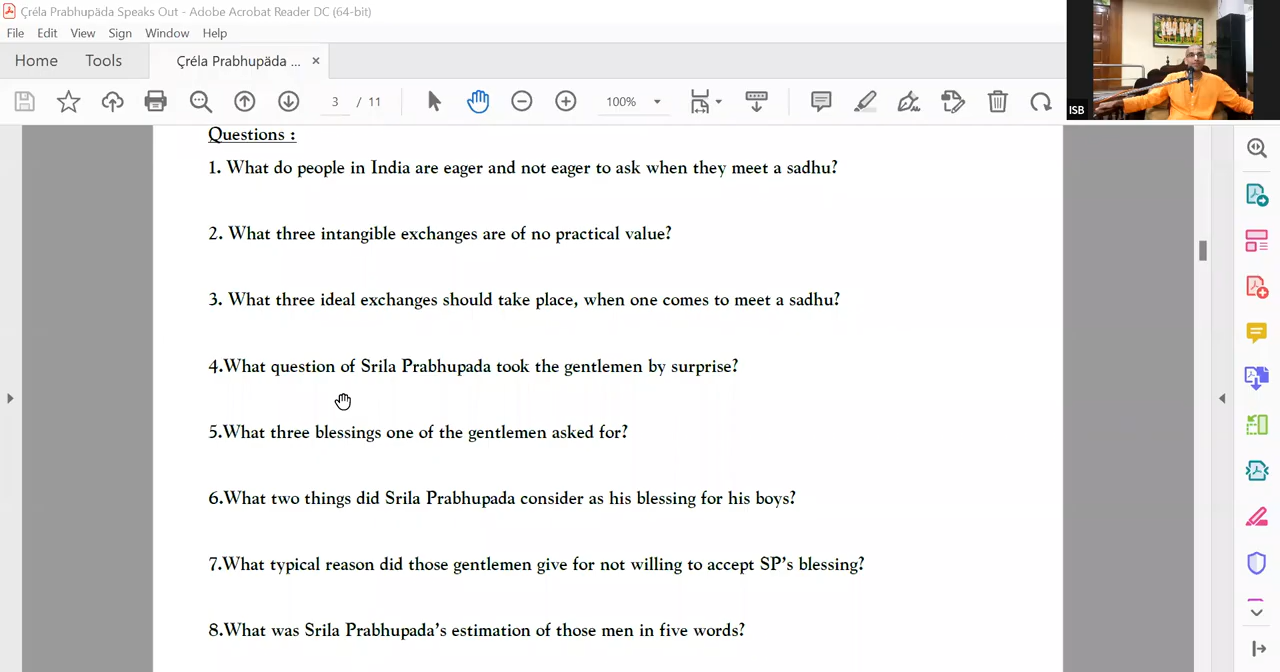 Çréla Prabhupäda Speaks Out - Adobe Acrobat Reader DC (64-bit)
File Edit View Sign Window Help
Home Tools Çréla Prabhupäda ... ×
3 / 11 100%
ISB
Questions :
1. What do people in India are eager and not eager to ask when they meet a sadhu?
2. What three intangible exchanges are of no practical value?
3. What three ideal exchanges should take place, when one comes to meet a sadhu?
4.What question of Srila Prabhupada took the gentlemen by surprise?
5.What three blessings one of the gentlemen asked for?
6.What two things did Srila Prabhupada consider as his blessing for his boys?
7.What typical reason did those gentlemen give for not willing to accept SP's blessing?
8.What was Srila Prabhupada's estimation of those men in five words?